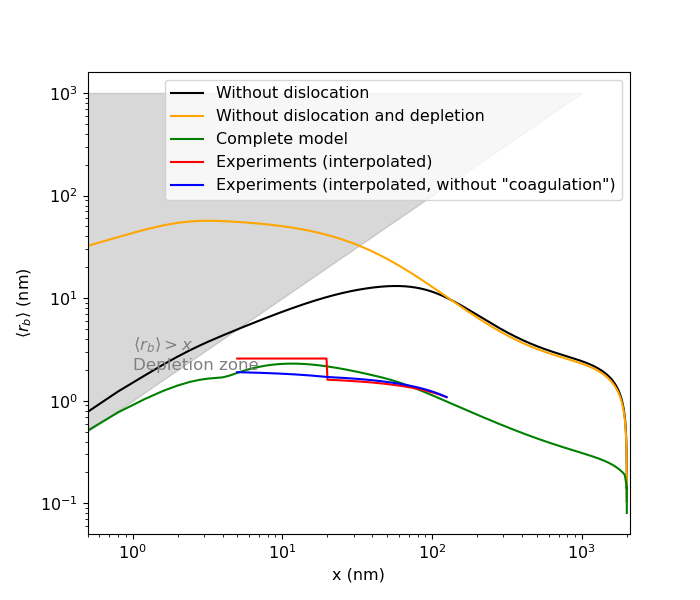 10³
10²
10¹
10⁰
10⁻¹
⟨r_b⟩ (nm)
Without dislocation
Without dislocation and depletion
Complete model
Experiments (interpolated)
Experiments (interpolated, without "coagulation")
⟨r_b⟩ > x
Depletion zone
10⁰ 10¹ 10² 10³
x (nm)